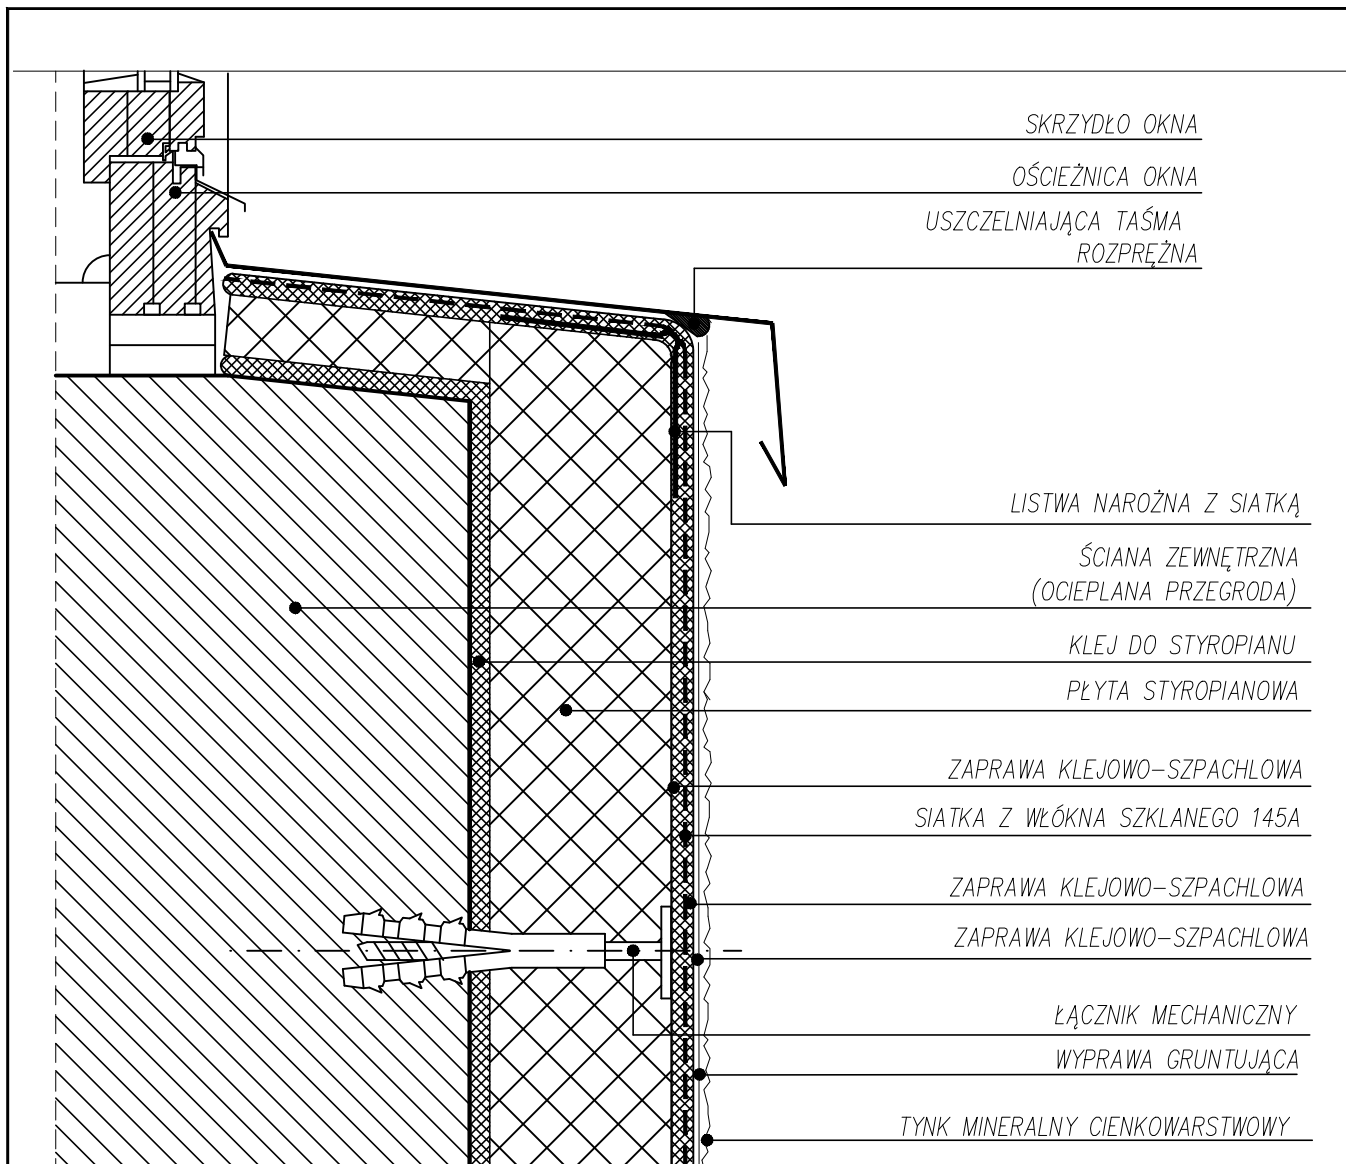 SKRZYDŁO OKNA
OŚCIEŻNICA OKNA
USZCZELNIAJĄCA TAŚMA
ROZPRĘŻNA
LISTWA NAROŻNA Z SIATKĄ
ŚCIANA ZEWNĘTRZNA
(OCIEPLANA PRZEGRODA)
KLEJ DO STYROPIANU
PŁYTA STYROPIANOWA
ZAPRAWA KLEJOWO-SZPACHLOWA
SIATKA Z WŁÓKNA SZKLANEGO 145A
ZAPRAWA KLEJOWO-SZPACHLOWA
ZAPRAWA KLEJOWO-SZPACHLOWA
ŁĄCZNIK MECHANICZNY
WYPRAWA GRUNTUJĄCA
TYNK MINERALNY CIENKOWARSTWOWY